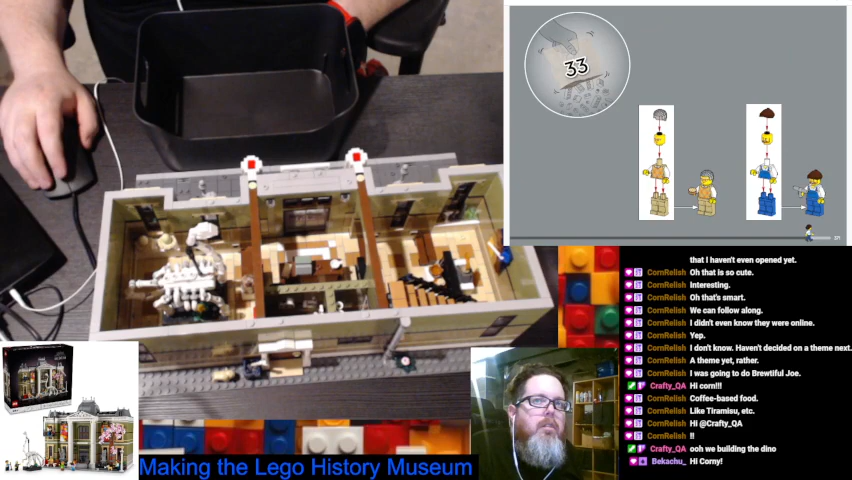 33
that I haven't even opened yet.
CornRelish Oh that is so cute.
CornRelish Interesting.
CornRelish Oh that's smart.
CornRelish We can follow along.
CornRelish I didn't even know they were online.
CornRelish Yep.
CornRelish I don't know. Haven't decided on a theme next.
CornRelish A theme yet, rather.
CornRelish I was going to do Brewtiful Joe.
Crafty_QA Hi corn!!!
CornRelish Coffee-based food.
CornRelish Like Tiramisu, etc.
CornRelish Hi @Crafty_QA
CornRelish !!
Crafty_QA ooh we building the dino
Bekachu_ Hi Corny!
Making the Lego History Museum